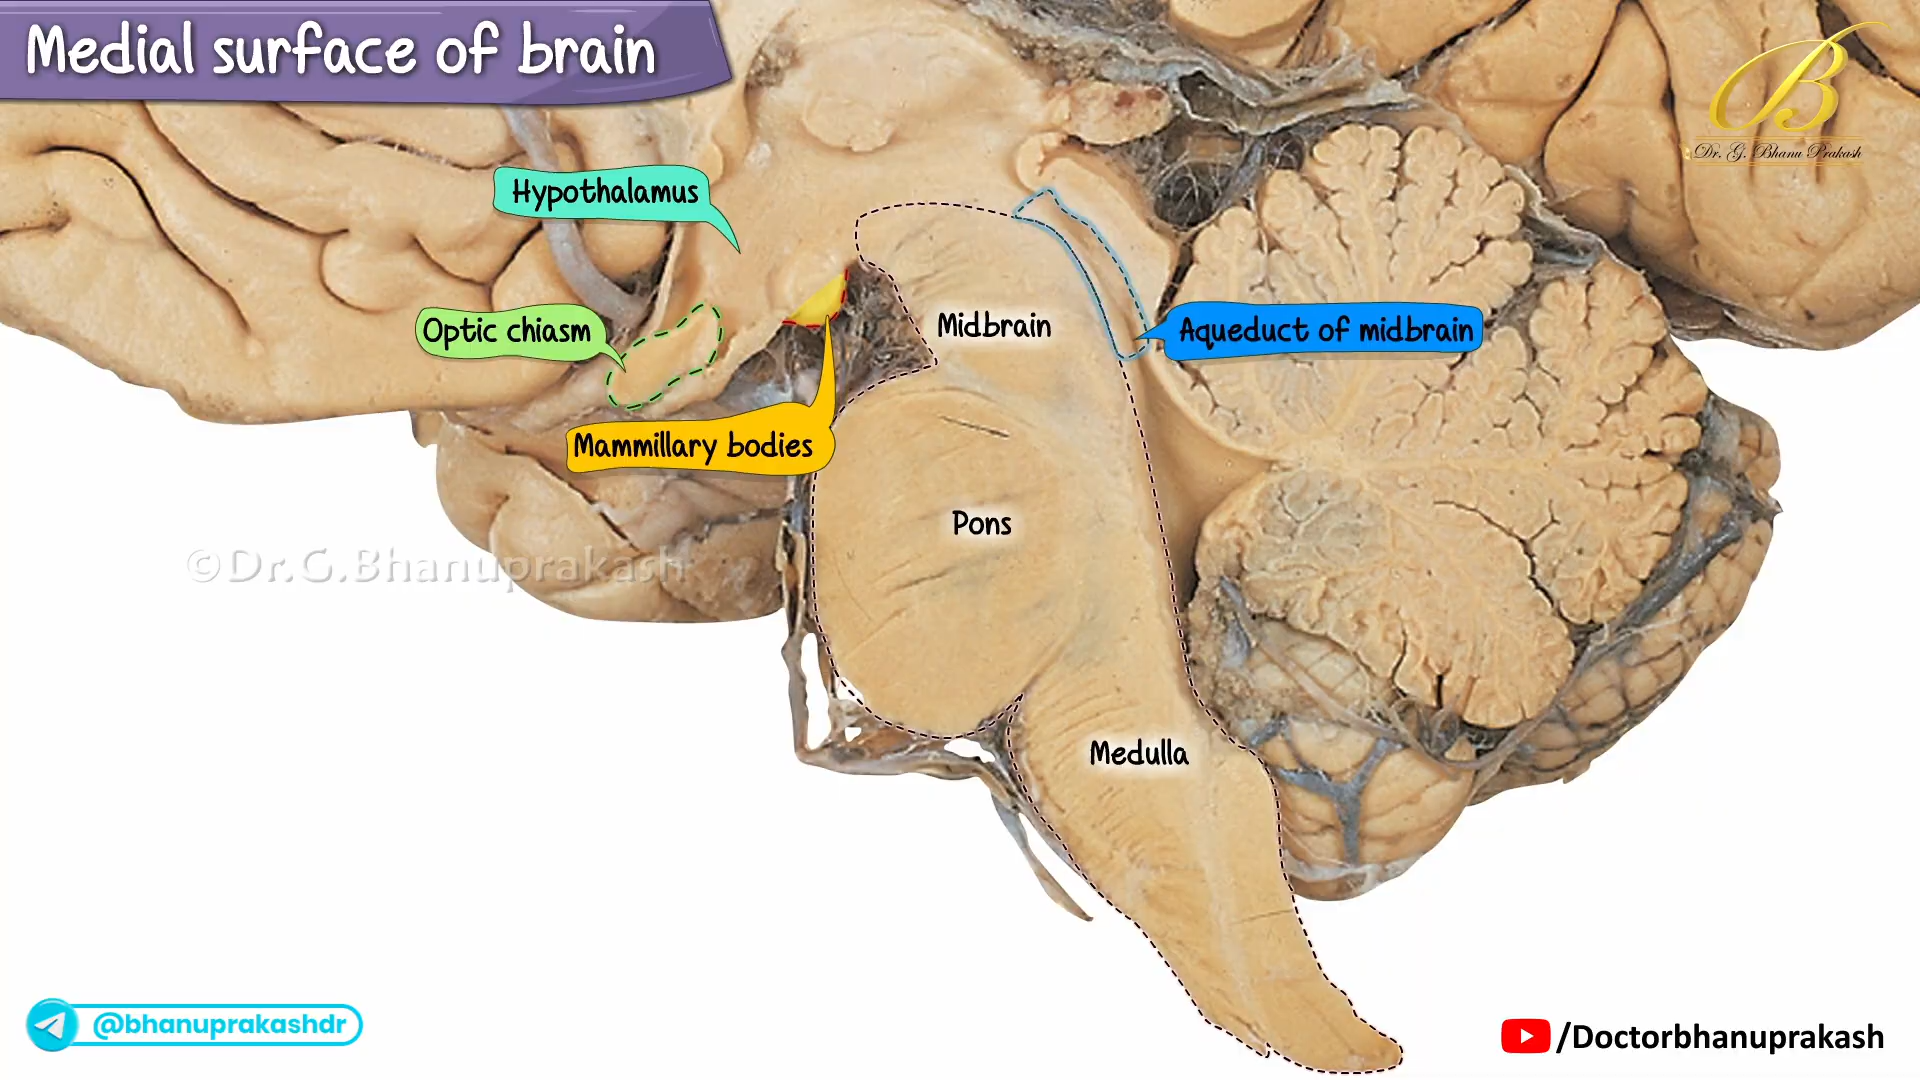 Medial surface of brain
B
Dr. G. Bhanu Prakash
Hypothalamus
Optic chiasm
Midbrain
Aqueduct of midbrain
Mammillary bodies
Pons
©Dr.G.Bhanuprakash
Medulla
@bhanuprakashdr
/Doctorbhanuprakash